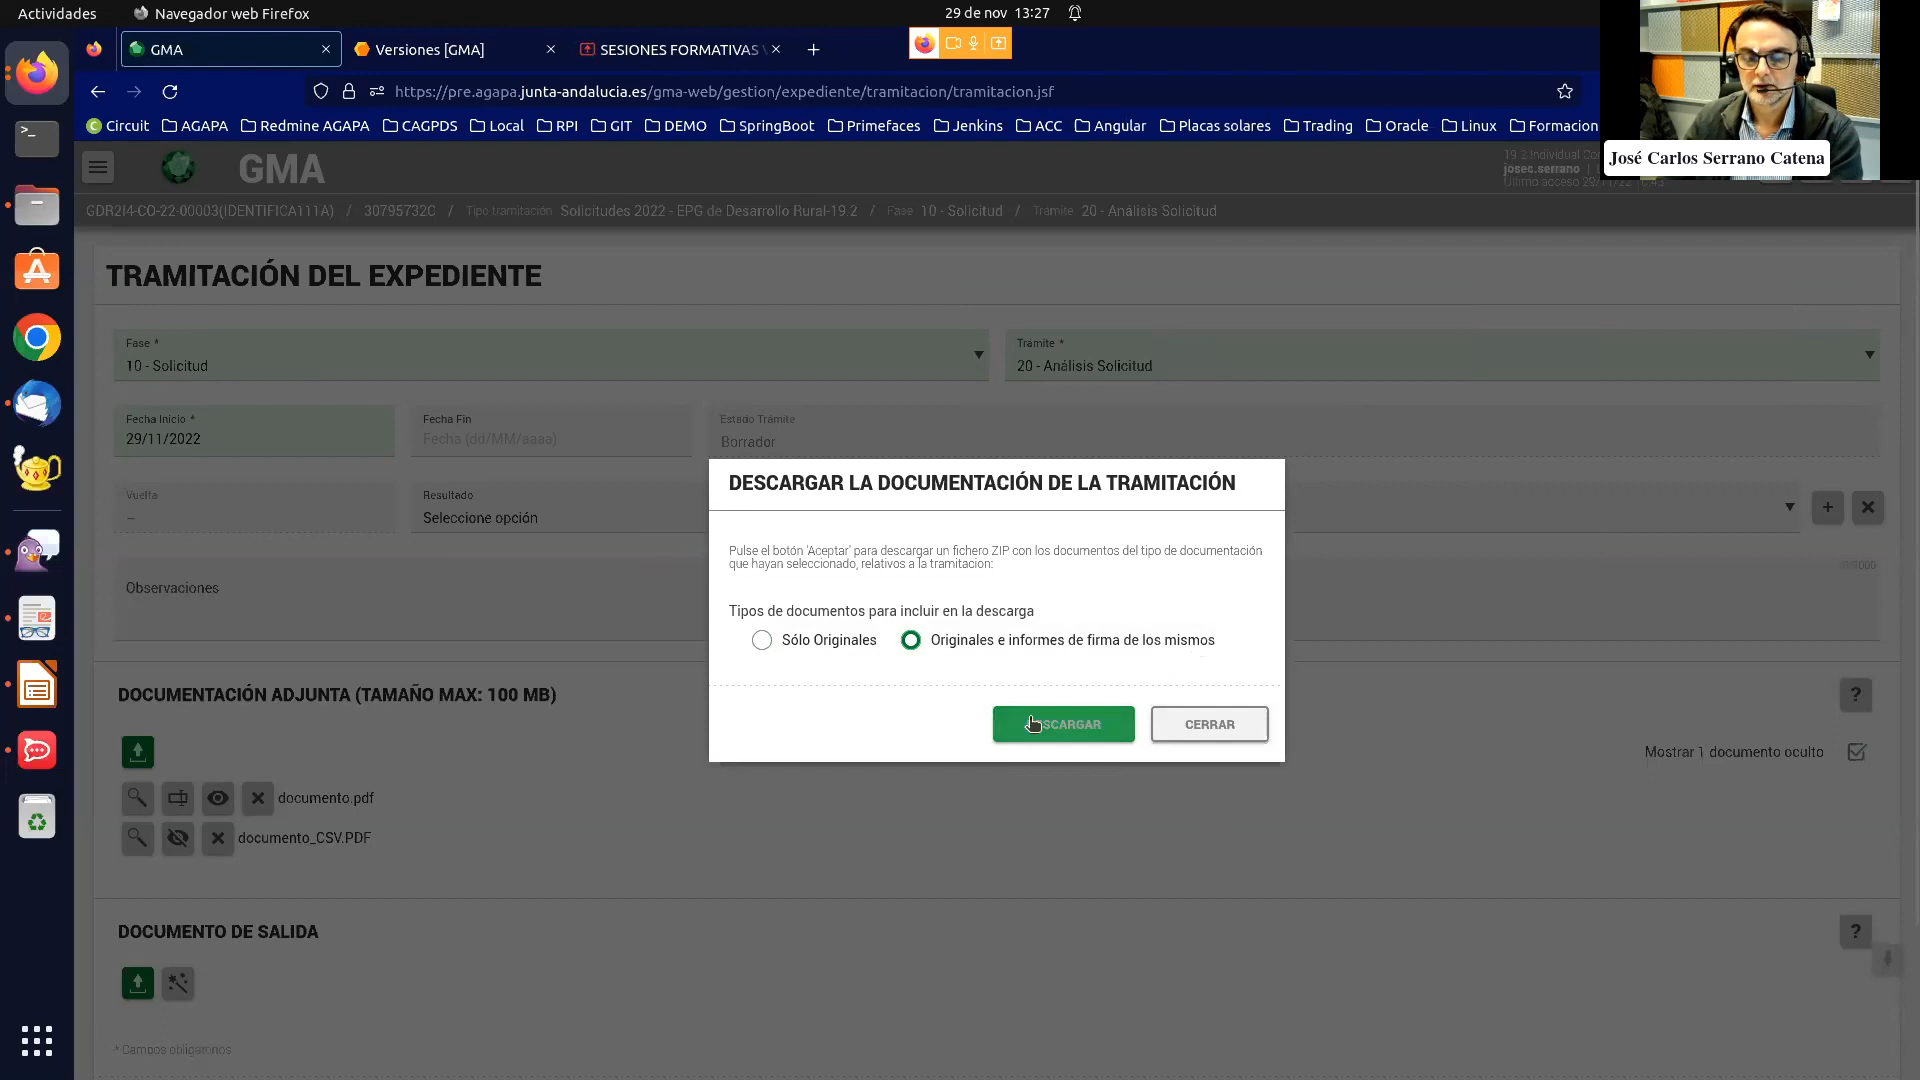 Actividades
Navegador web Firefox
29 de nov 13:27
GMA
Versiones [GMA]
SESIONES FORMATIVAS
https://pre.agapa.junta-andalucia.es/gma-web/gestion/expediente/tramitacion/tramitacion.jsf
Circuit
AGAPA
Redmine AGAPA
CAGPDS
Local
RPI
GIT
DEMO
SpringBoot
Primefaces
Jenkins
ACC
Angular
Placas solares
Trading
Oracle
Linux
Formacion
José Carlos Serrano Catena
GMA
19.2 Individual
josec.serrano
Último acceso 29/11/22
GDR2I4-CO-22-00003(IDENTIFICA111A) / 30795732C / Tipo tramitación Solicitudes 2022 - EPG de Desarrollo Rural-19.2 / Fase 10 - Solicitud / Trámite 20 - Análisis Solicitud
TRAMITACIÓN DEL EXPEDIENTE
Fase *
10 - Solicitud
Trámite *
20 - Análisis Solicitud
Fecha Inicio *
29/11/2022
Fecha Fin
Fecha (dd/MM/aaaa)
Estado Trámite
Borrador
Vuelta
--
Resultado
Seleccione opción
Observaciones
DESCARGAR LA DOCUMENTACIÓN DE LA TRAMITACIÓN
Pulse el botón 'Aceptar' para descargar un fichero ZIP con los documentos del tipo de documentación
que hayan seleccionado, relativos a la tramitacion:
Tipos de documentos para incluir en la descarga
Sólo Originales
Originales e informes de firma de los mismos
CERRAR
DOCUMENTACIÓN ADJUNTA (TAMAÑO MAX: 100 MB)
?
Mostrar 1 documento oculto
documento.pdf
documento_CSV.PDF
DOCUMENTO DE SALIDA
?
* Campos obligatorios